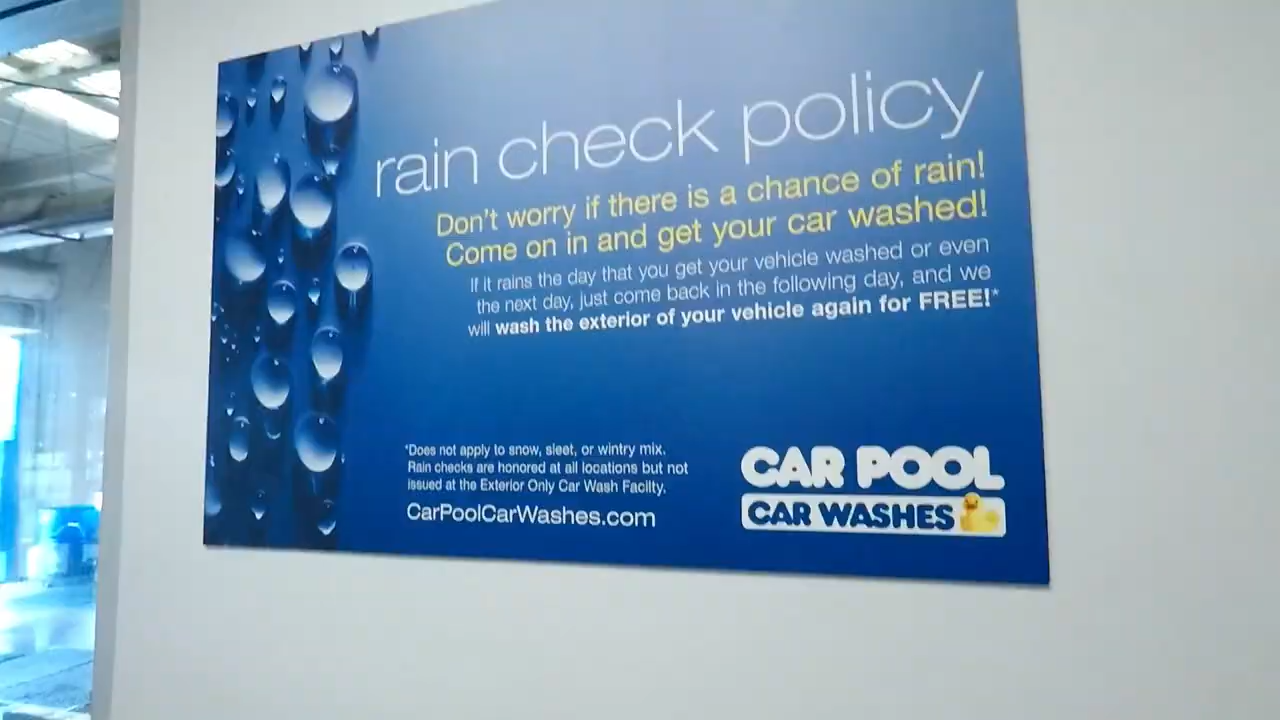 rain check policy
Don't worry if there is a chance of rain!
Come on in and get your car washed!
If it rains the day that you get your vehicle washed or even
the next day, just come back in the following day, and we
will wash the exterior of your vehicle again for FREE!*
*Does not apply to snow, sleet, or wintry mix.
Rain checks are honored at all locations but not
issued at the Exterior Only Car Wash Facilty.
CarPoolCarWashes.com
CAR POOL
CAR WASHES